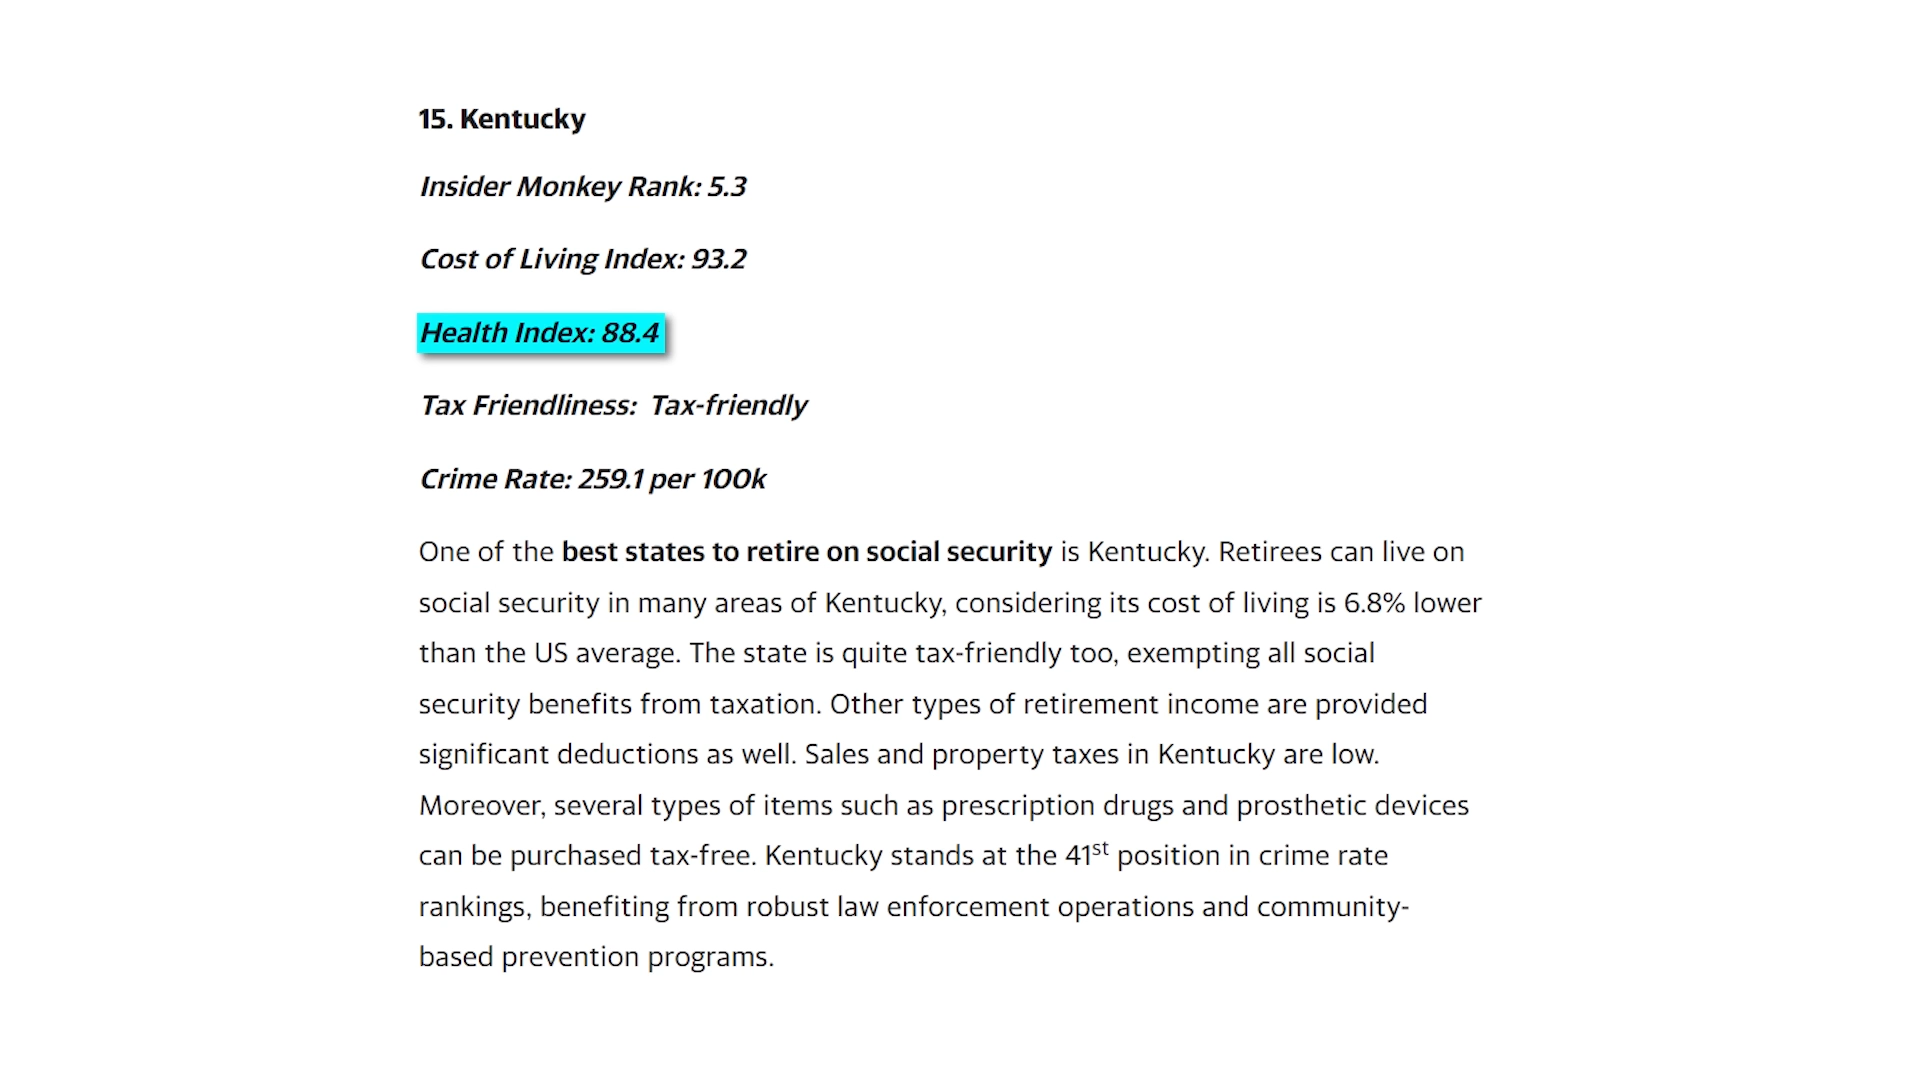 15. Kentucky
Insider Monkey Rank: 5.3
Cost of Living Index: 93.2
Health Index: 88.4
Tax Friendliness:  Tax-friendly
Crime Rate: 259.1 per 100k
One of the best states to retire on social security is Kentucky. Retirees can live on
social security in many areas of Kentucky, considering its cost of living is 6.8% lower
than the US average. The state is quite tax-friendly too, exempting all social
security benefits from taxation. Other types of retirement income are provided
significant deductions as well. Sales and property taxes in Kentucky are low.
Moreover, several types of items such as prescription drugs and prosthetic devices
can be purchased tax-free. Kentucky stands at the 41st position in crime rate
rankings, benefiting from robust law enforcement operations and community-
based prevention programs.